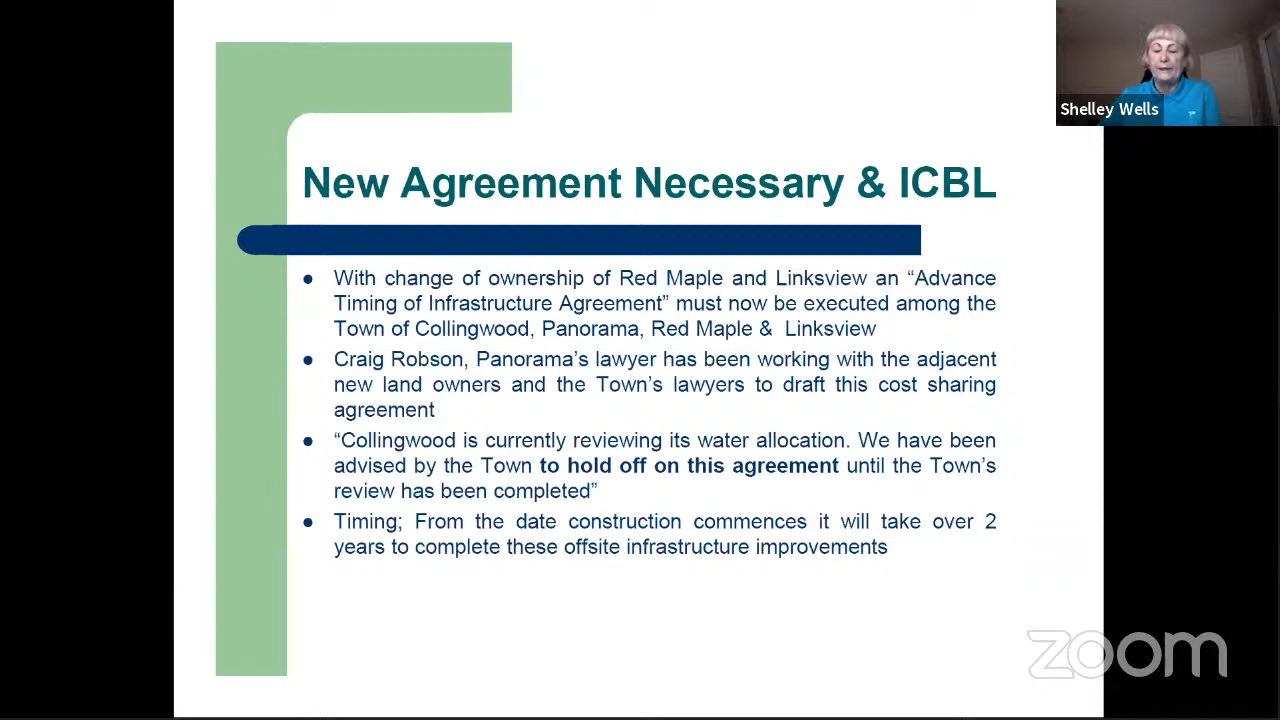 Shelley Wells
New Agreement Necessary & ICBL
● With change of ownership of Red Maple and Linksview an “Advance
Timing of Infrastructure Agreement” must now be executed among the
Town of Collingwood, Panorama, Red Maple & Linksview
● Craig Robson, Panorama’s lawyer has been working with the adjacent
new land owners and the Town’s lawyers to draft this cost sharing
agreement
● “Collingwood is currently reviewing its water allocation. We have been
advised by the Town to hold off on this agreement until the Town’s
review has been completed”
● Timing; From the date construction commences it will take over 2
years to complete these offsite infrastructure improvements
zoom